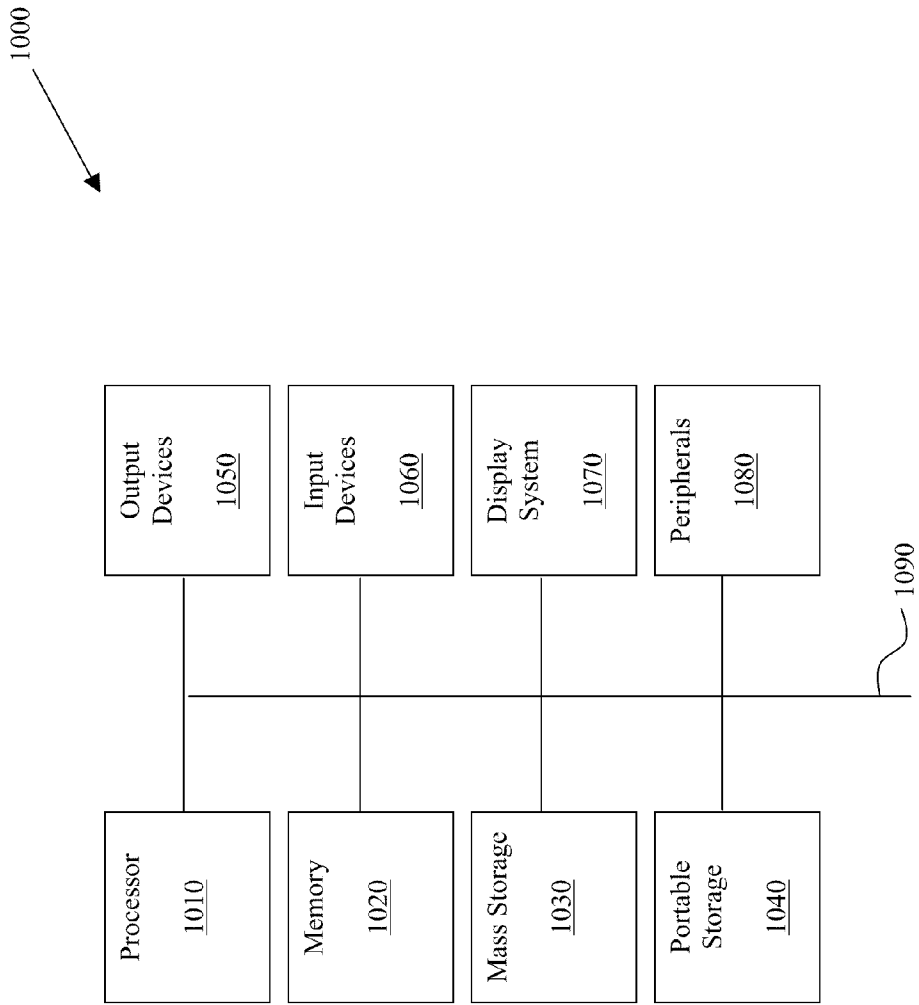 1000
Processor
1010
Memory
1020
Mass Storage
1030
Portable
Storage
1040
Output
Devices
1050
Input
Devices
1060
Display
System
1070
Peripherals
1080
1090